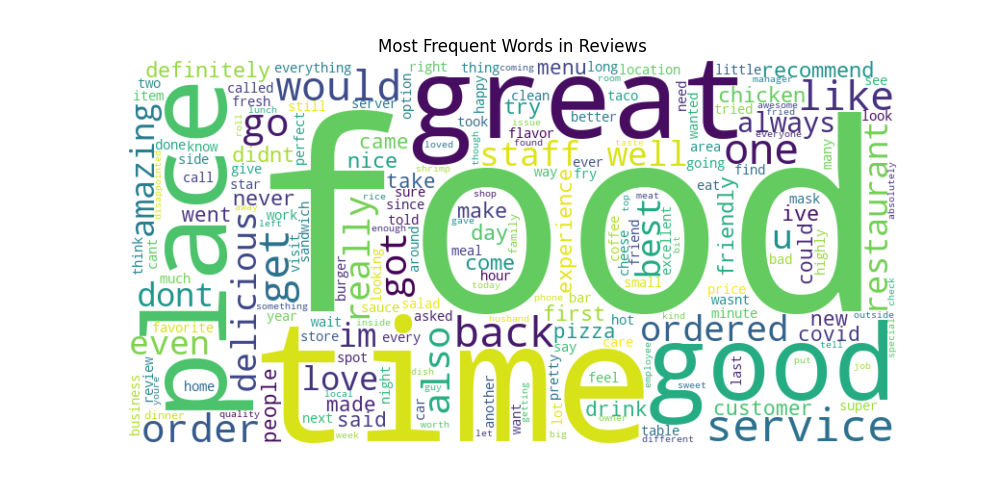 Most Frequent Words in Reviews
definitely
everything
right
thing
coming
menu
long
location
little
recommend
two
item
called
fresh
lunch
would
still
server
option
great
happy
clean
room
try
taco
need
manager
chicken
tried
awesome
fried
like
see
look
place
go
roll
perfect
came
took
issue
flavor
found
better
wanted
always
everyone
amazing
done
know
didnt
nice
loved
though
staff
well
taste
area
one
many
side
give
call
star
food
take
shrimp
way
ever
fry
going
find
restaurant
absolutely
think
cant
disappointed
never
away
work
left
visit
sandwich
really
rice
sure
since
told
enough
around
shop
make
gave
day
family
experience
eat
friendly
mask
ive
u
could
bad
highly
went
delicious
get
got
meal
come
hour
today
coffee
cheese
friend
top
best
meat
excellent
bit
small
price
wasnt
minute
much
dont
something
year
burger
looking
sauce
salad
asked
phone
bar
first
hot
kind
new
covid
outside
check
special
favorite
even
time
wait
store
im
inside
every
also
back
husband
pizza
say
care
ordered
good
tell
put
job
business
review
youre
home
people
spot
love
local
made
night
car
guy
dish
worth
another
want
getting
pretty
lot
feel
drink
employee
sweet
last
customer
super
dinner
order
quality
next
said
week
let
big
owner
table
different
service